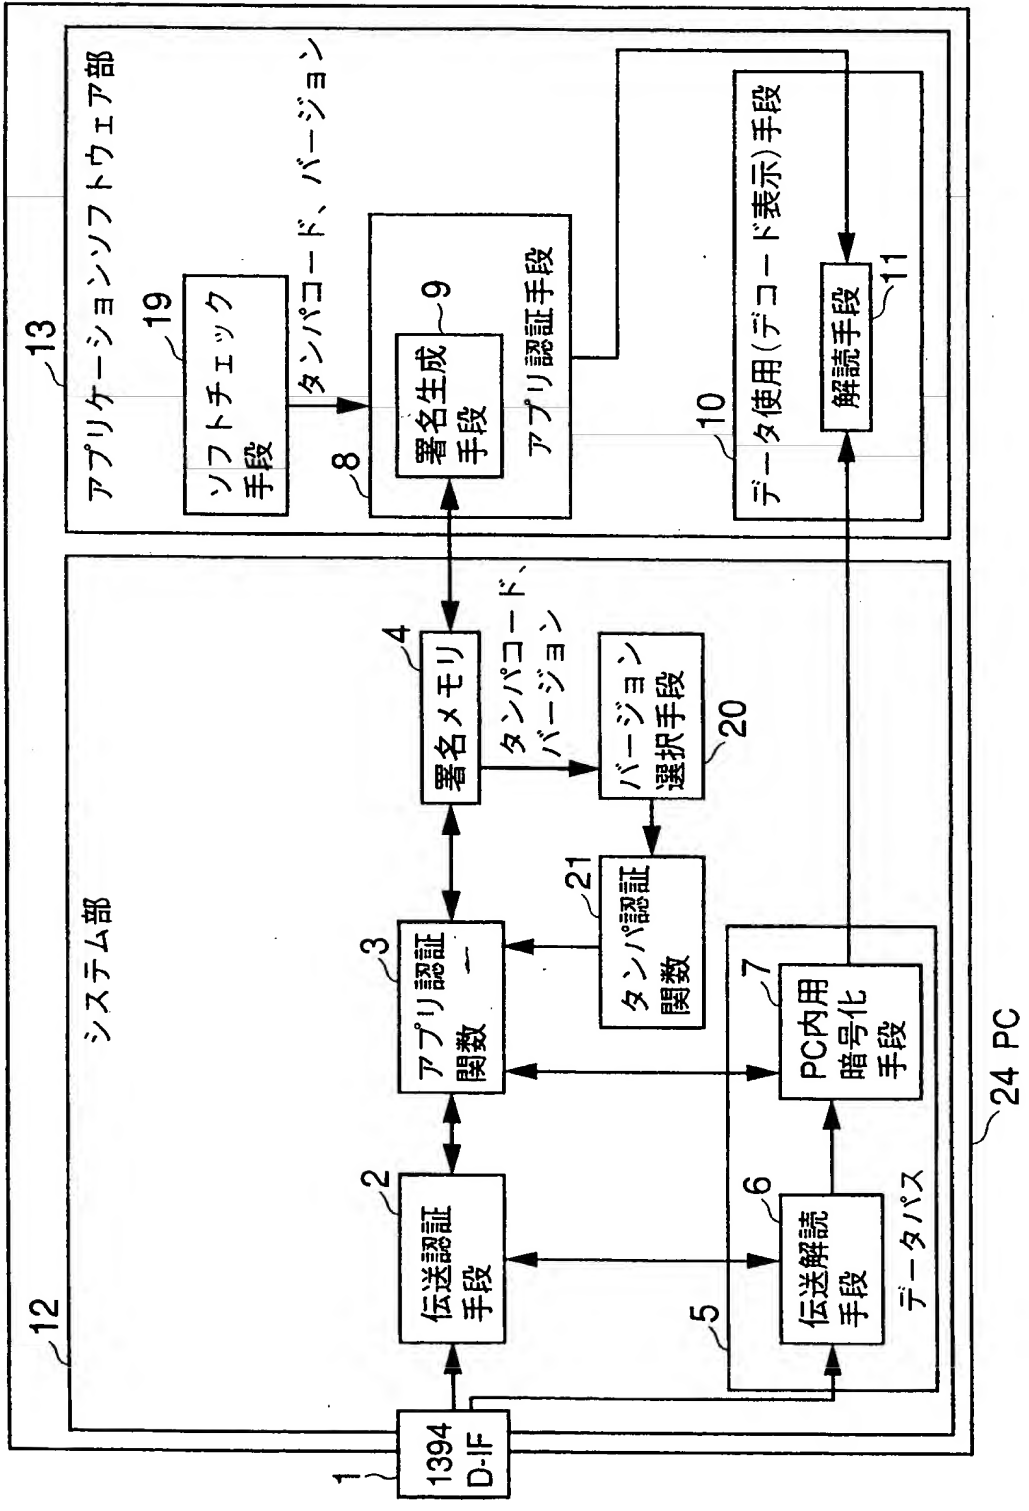 24 PC
12
システム部
1
1394
D-IF
2
伝送認証
手段
3
アプリ認証
関数
4
署名メモリ
タンパコード、
バージョン
バージョン
選択手段
20
21
タンパ認証
関数
5
データパス
6
伝送解読
手段
7
PC内用
暗号化
手段
13
アプリケーションソフトウェア部
19
ソフトチェック
手段
タンパコード、バージョン
8
アプリ認証手段
9
署名生成
手段
10
データ使用(デコード表示)手段
解読手段
11